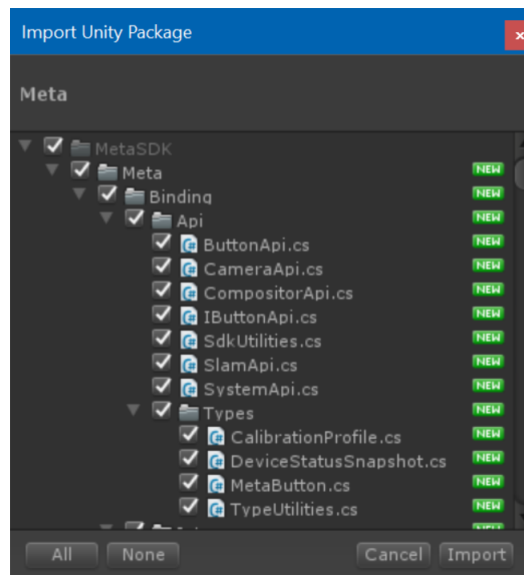 Import Unity Package
x
Meta
MetaSDK
Meta NEW
Binding NEW
Api NEW
ButtonApi.cs NEW
CameraApi.cs NEW
CompositorApi.cs NEW
IButtonApi.cs NEW
SdkUtilities.cs NEW
SlamApi.cs NEW
SystemApi.cs NEW
Types NEW
CalibrationProfile.cs NEW
DeviceStatusSnapshot.cs NEW
MetaButton.cs NEW
TypeUtilities.cs NEW
All None Cancel Import